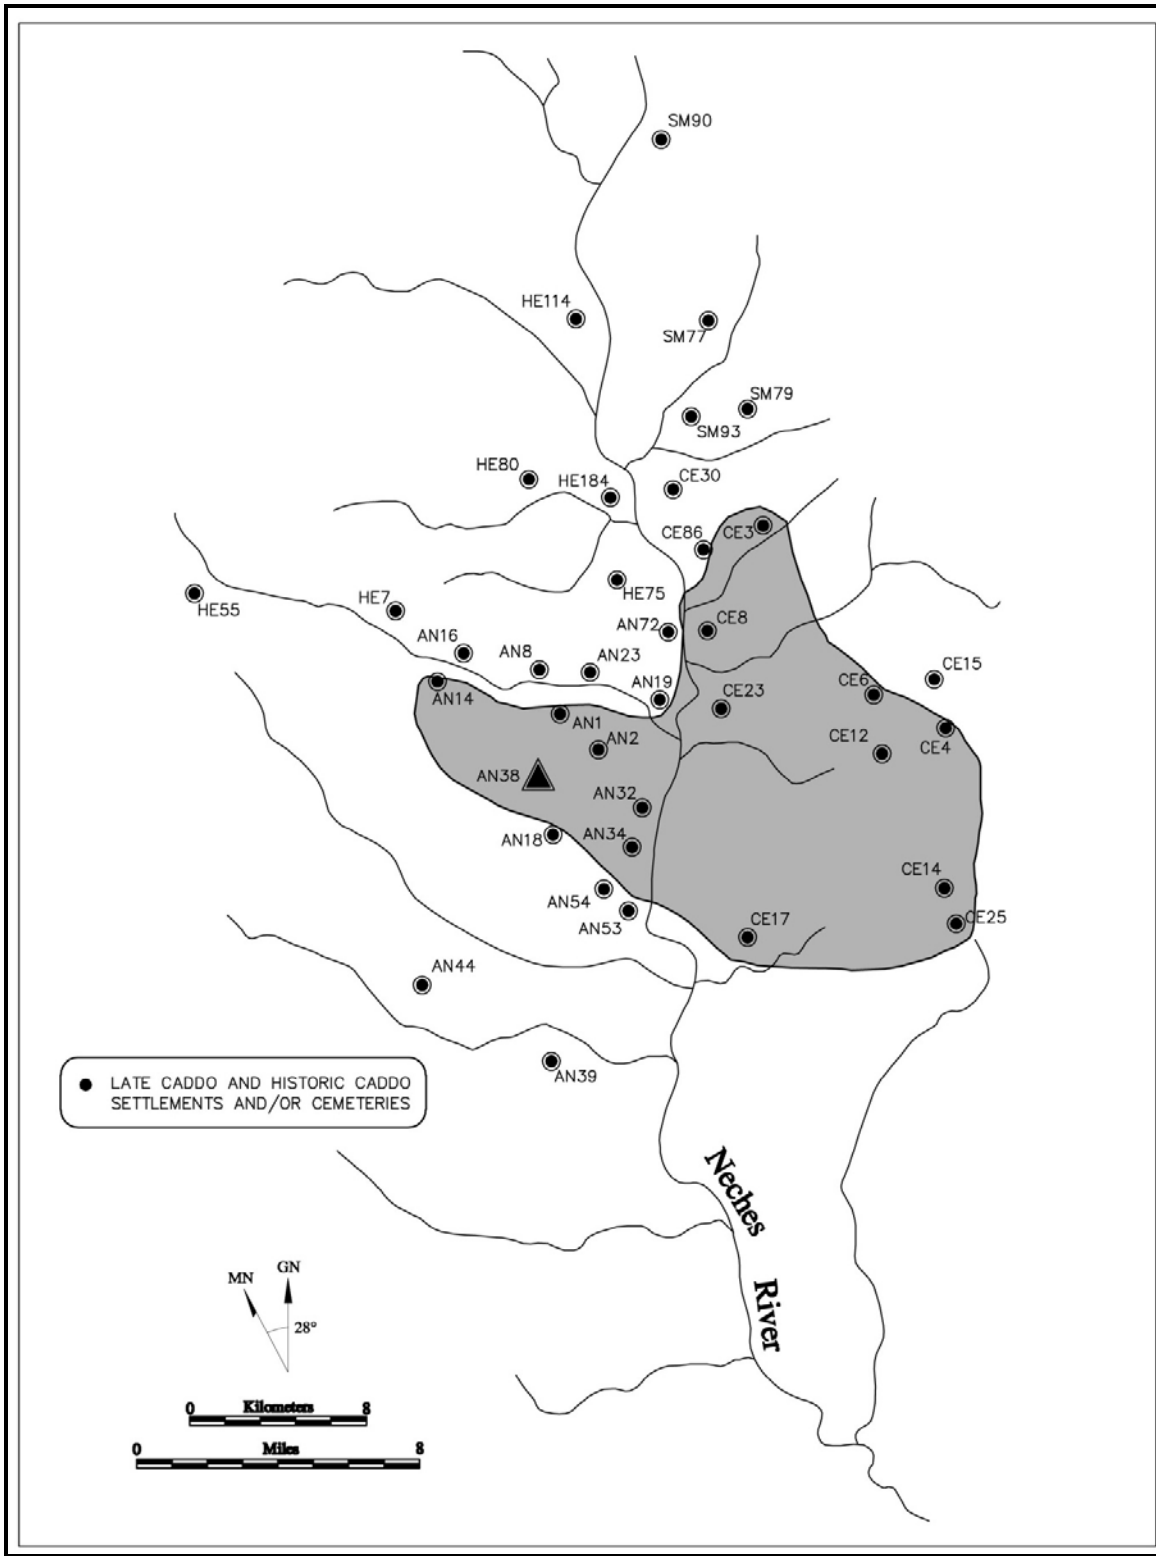 SM90
HE114
SM77
SM79
SM93
HE80
HE184
CE30
CE86
CE3
HE75
HE55
HE7
AN72
CE8
AN16
AN8
AN23
CE15
AN14
AN19
CE6
CE23
AN1
AN2
CE12
CE4
AN38
AN32
AN18
AN34
CE14
AN54
AN53
CE17
CE25
AN44
AN39
LATE CADDO AND HISTORIC CADDO
SETTLEMENTS AND/OR CEMETERIES
Neches
River
MN
GN
28°
0 Kilometers 8
0 Miles 8